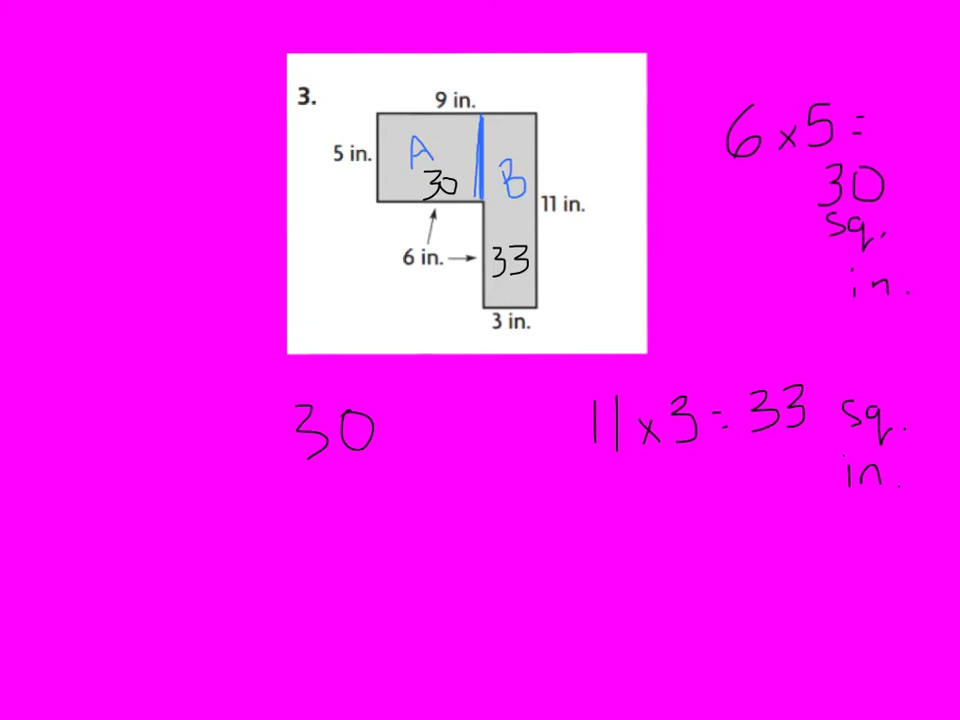 3.
9 in.
5 in.
A
30
B
11 in.
6 in.
33
3 in.
6 x 5 =
30
sq.
in.
30
11 x 3 = 33 sq.
in.